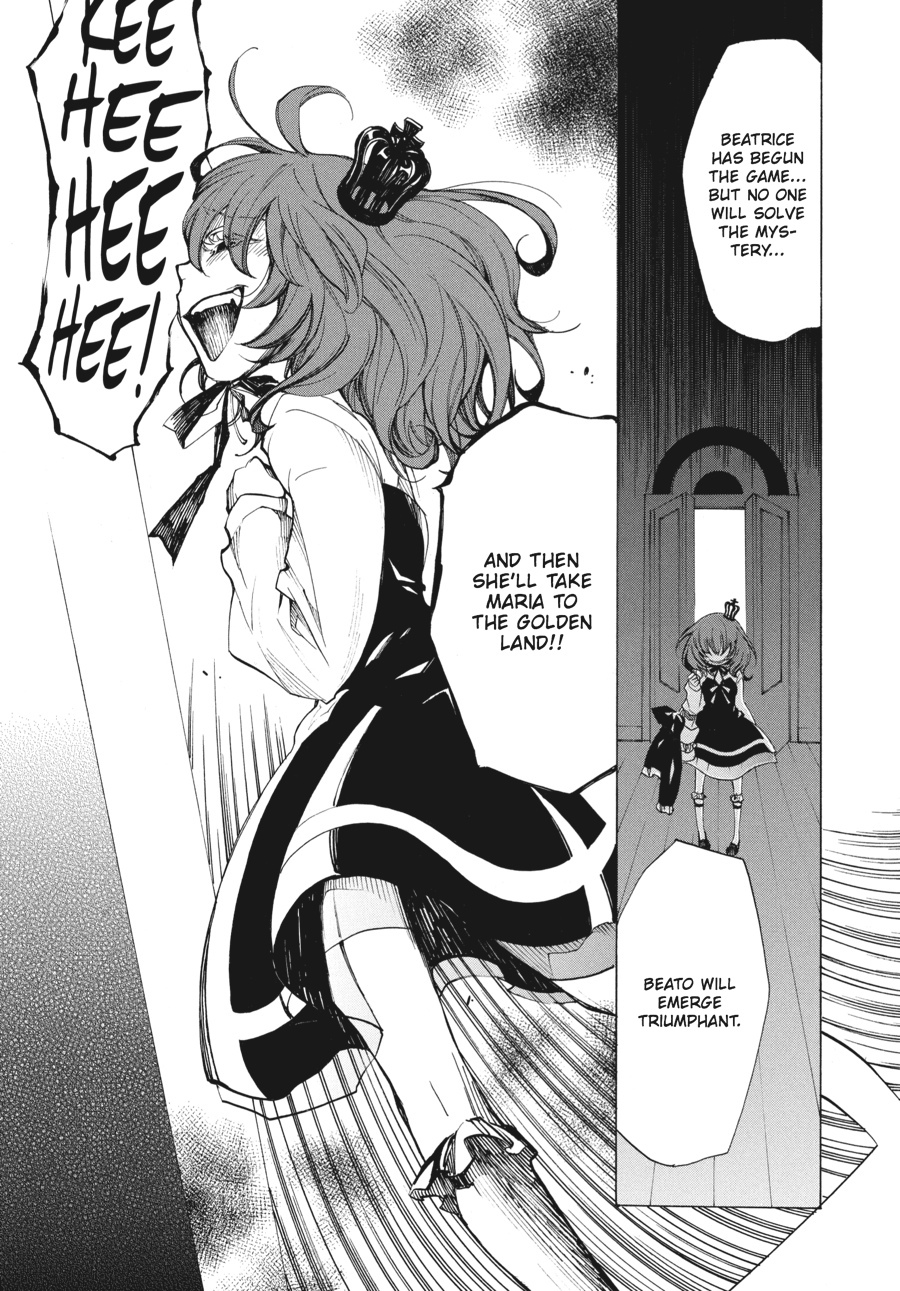 BEATRICE
HAS BEGUN
THE GAME...
BUT NO ONE
WILL SOLVE
THE MYS-
TERY...
BEATO WILL
EMERGE
TRIUMPHANT.
AND THEN
SHE'LL TAKE
MARIA TO
THE GOLDEN
LAND!!
KEE
HEE
HEE
HEE!